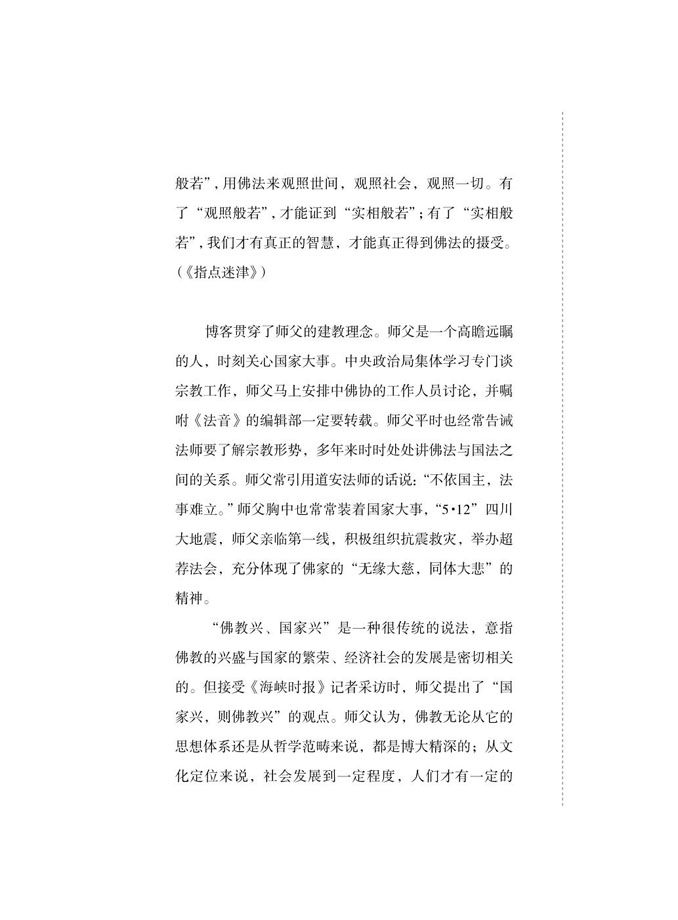 般若”，用佛法来观照世间，观照社会，观照一切。有
了“观照般若”，才能证到“实相般若”；有了“实相般
若”，我们才有真正的智慧，才能真正得到佛法的摄受。
（《指点迷津》）
博客贯穿了师父的建教理念。师父是一个高瞻远瞩
的人，时刻关心国家大事。中央政治局集体学习专门谈
宗教工作，师父马上安排中佛协的工作人员讨论，并嘱
咐《法音》的编辑部一定要转载。师父平时也经常告诫
法师要了解宗教形势，多年来时时处处讲佛法与国法之
间的关系。师父常引用道安法师的话说：“不依国主，法
事难立。”师父胸中也常常装着国家大事，“5•12”四川
大地震，师父亲临第一线，积极组织抗震救灾，举办超
荐法会，充分体现了佛家的“无缘大慈，同体大悲”的
精神。
“佛教兴、国家兴”是一种很传统的说法，意指
佛教的兴盛与国家的繁荣、经济社会的发展是密切相关
的。但接受《海峡时报》记者采访时，师父提出了“国
家兴，则佛教兴”的观点。师父认为，佛教无论从它的
思想体系还是从哲学范畴来说，都是博大精深的；从文
化定位来说，社会发展到一定程度，人们才有一定的